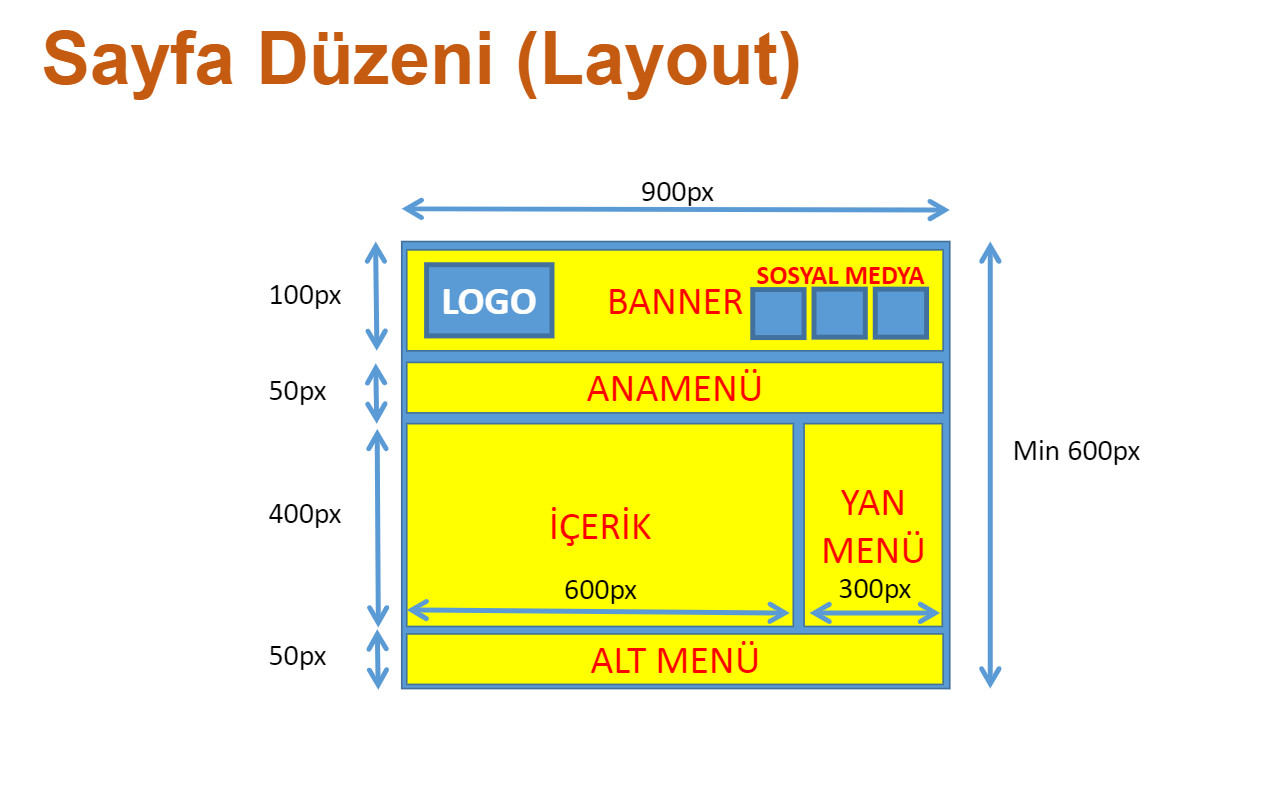 Sayfa Düzeni (Layout)
900px
100px
LOGO
BANNER
SOSYAL MEDYA
50px
ANAMENÜ
400px
İÇERİK
600px
YAN
MENÜ
300px
Min 600px
50px
ALT MENÜ